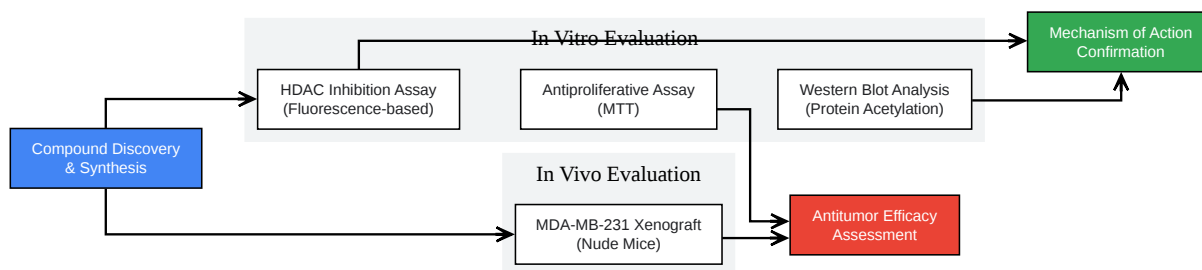 In Vitro Evaluation
Mechanism of Action
Confirmation
HDAC Inhibition Assay
(Fluorescence-based)
Antiproliferative Assay
(MTT)
Western Blot Analysis
(Protein Acetylation)
Compound Discovery
& Synthesis
In Vivo Evaluation
MDA-MB-231 Xenograft
(Nude Mice)
Antitumor Efficacy
Assessment